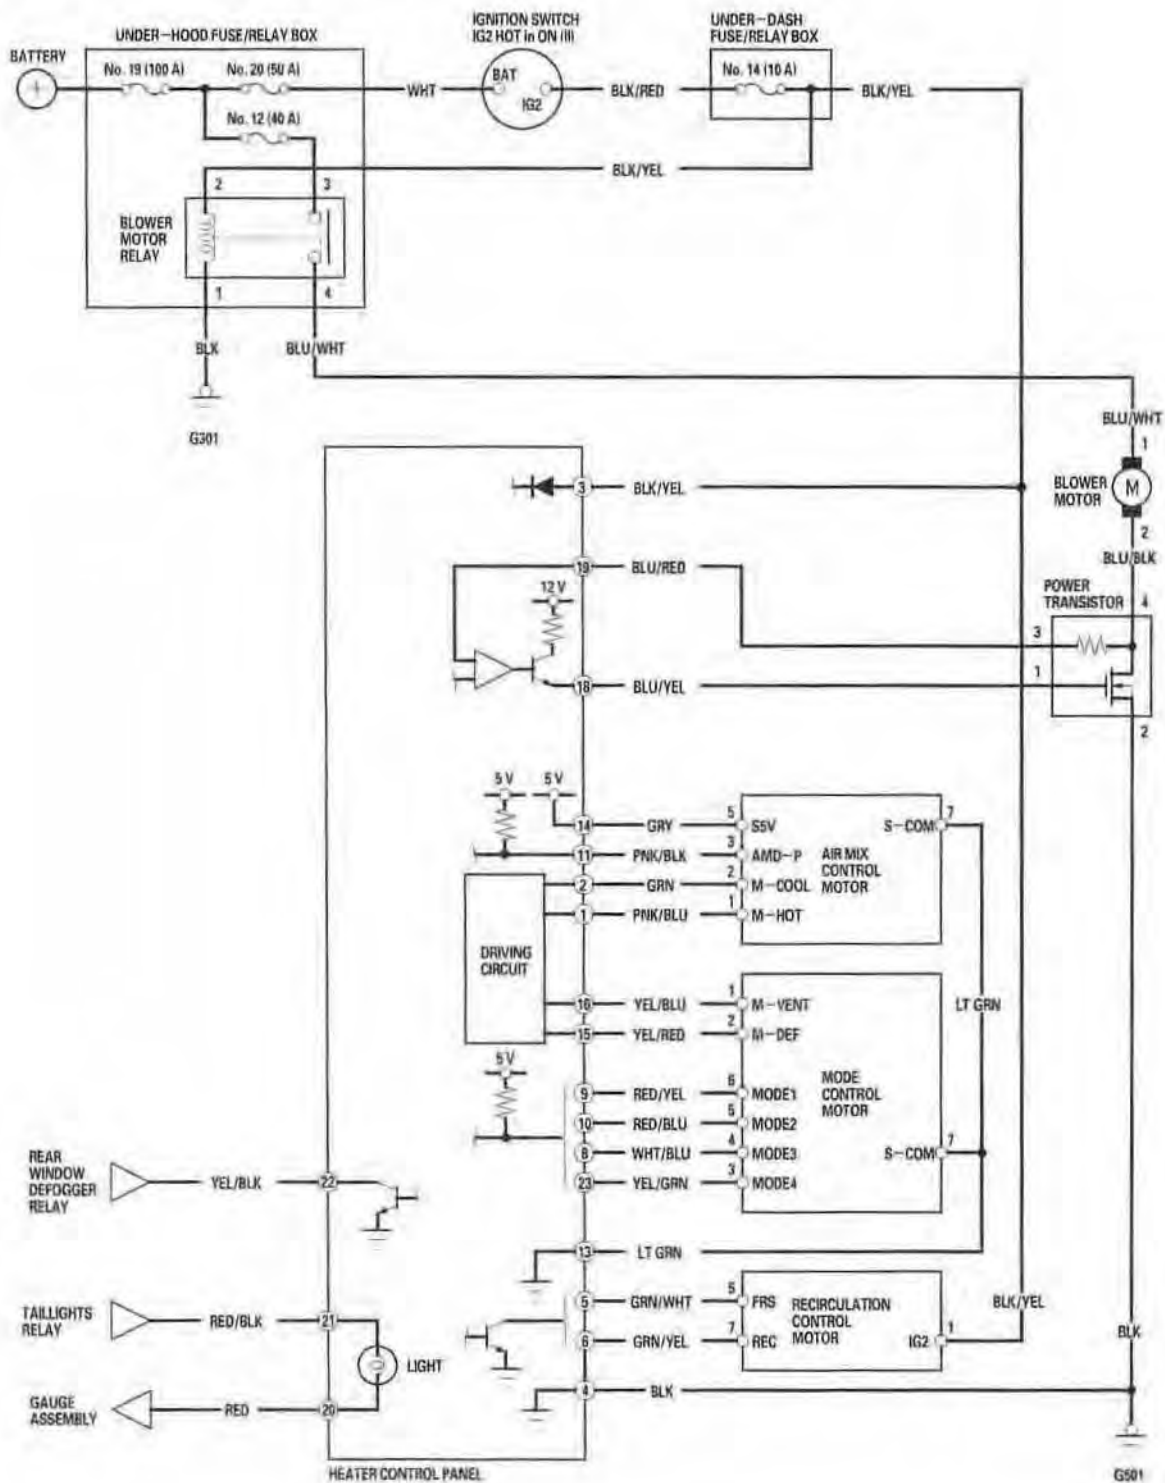 IGNITION SWITCH
IG2 HOT in ON (II)
UNDER-DASH
FUSE/RELAY BOX
UNDER-HOOD FUSE/RELAY BOX
BATTERY
No. 19 (100 A)
No. 20 (50 A)
BAT
IG2
No. 14 (10 A)
WHT
BLK/RED
BLK/YEL
No. 12 (40 A)
BLK/YEL
2
3
BLOWER
MOTOR
RELAY
1
4
BLK
BLU/WHT
G301
BLU/WHT
1
BLOWER
MOTOR
M
2
BLU/BLK
3
BLK/YEL
19
BLU/RED
12 V
POWER
TRANSISTOR
4
3
1
18
BLU/YEL
2
5 V
5 V
14
GRY
5
S5V
S-COM
7
11
PNK/BLK
3
AMD-P
AIR MIX
CONTROL
MOTOR
2
GRN
2
M-COOL
1
PNK/BLU
1
M-HOT
DRIVING
CIRCUIT
16
YEL/BLU
1
M-VENT
LT GRN
15
YEL/RED
2
M-DEF
5 V
MODE
CONTROL
MOTOR
9
RED/YEL
6
MODE1
10
RED/BLU
5
MODE2
8
WHT/BLU
4
MODE3
S-COM
7
23
YEL/GRN
3
MODE4
REAR
WINDOW
DEFOGGER
RELAY
YEL/BLK
22
13
LT GRN
5
GRN/WHT
5
FRS
RECIRCULATION
CONTROL
MOTOR
BLK/YEL
6
GRN/YEL
7
REC
IG2
1
BLK
TAILLIGHTS
RELAY
RED/BLK
21
LIGHT
4
BLK
GAUGE
ASSEMBLY
RED
20
HEATER CONTROL PANEL
G501